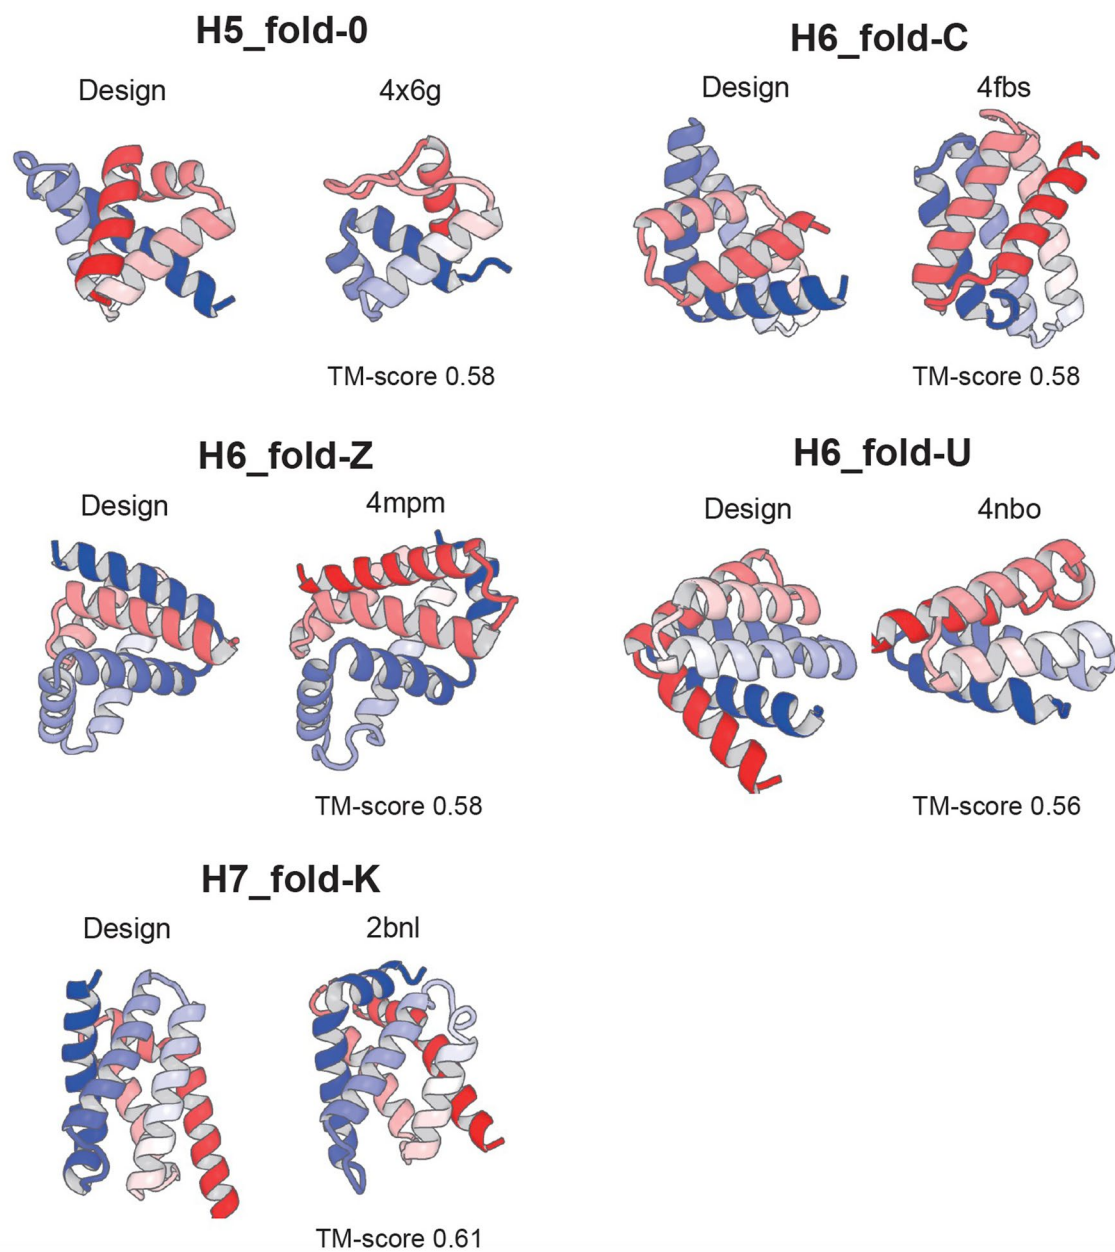 H5_fold-0
Design
4x6g
TM-score 0.58
H6_fold-C
Design
4fbs
TM-score 0.58
H6_fold-Z
Design
4mpm
TM-score 0.58
H6_fold-U
Design
4nbo
TM-score 0.56
H7_fold-K
Design
2bnl
TM-score 0.61